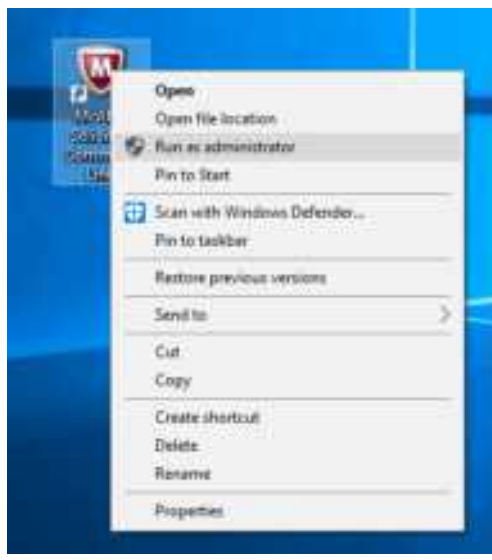 Open
Open file location
Run as administrator
Pin to Start
Scan with Windows Defender...
Pin to taskbar
Restore previous versions
Send to
Cut
Copy
Create shortcut
Delete
Rename
Properties